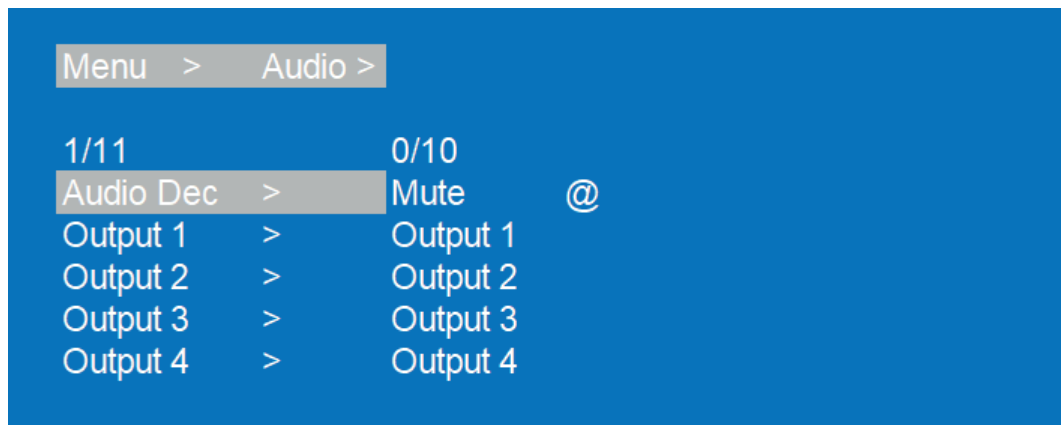 Menu > Audio >
1/11 0/10
Audio Dec > Mute @
Output 1 > Output 1
Output 2 > Output 2
Output 3 > Output 3
Output 4 > Output 4